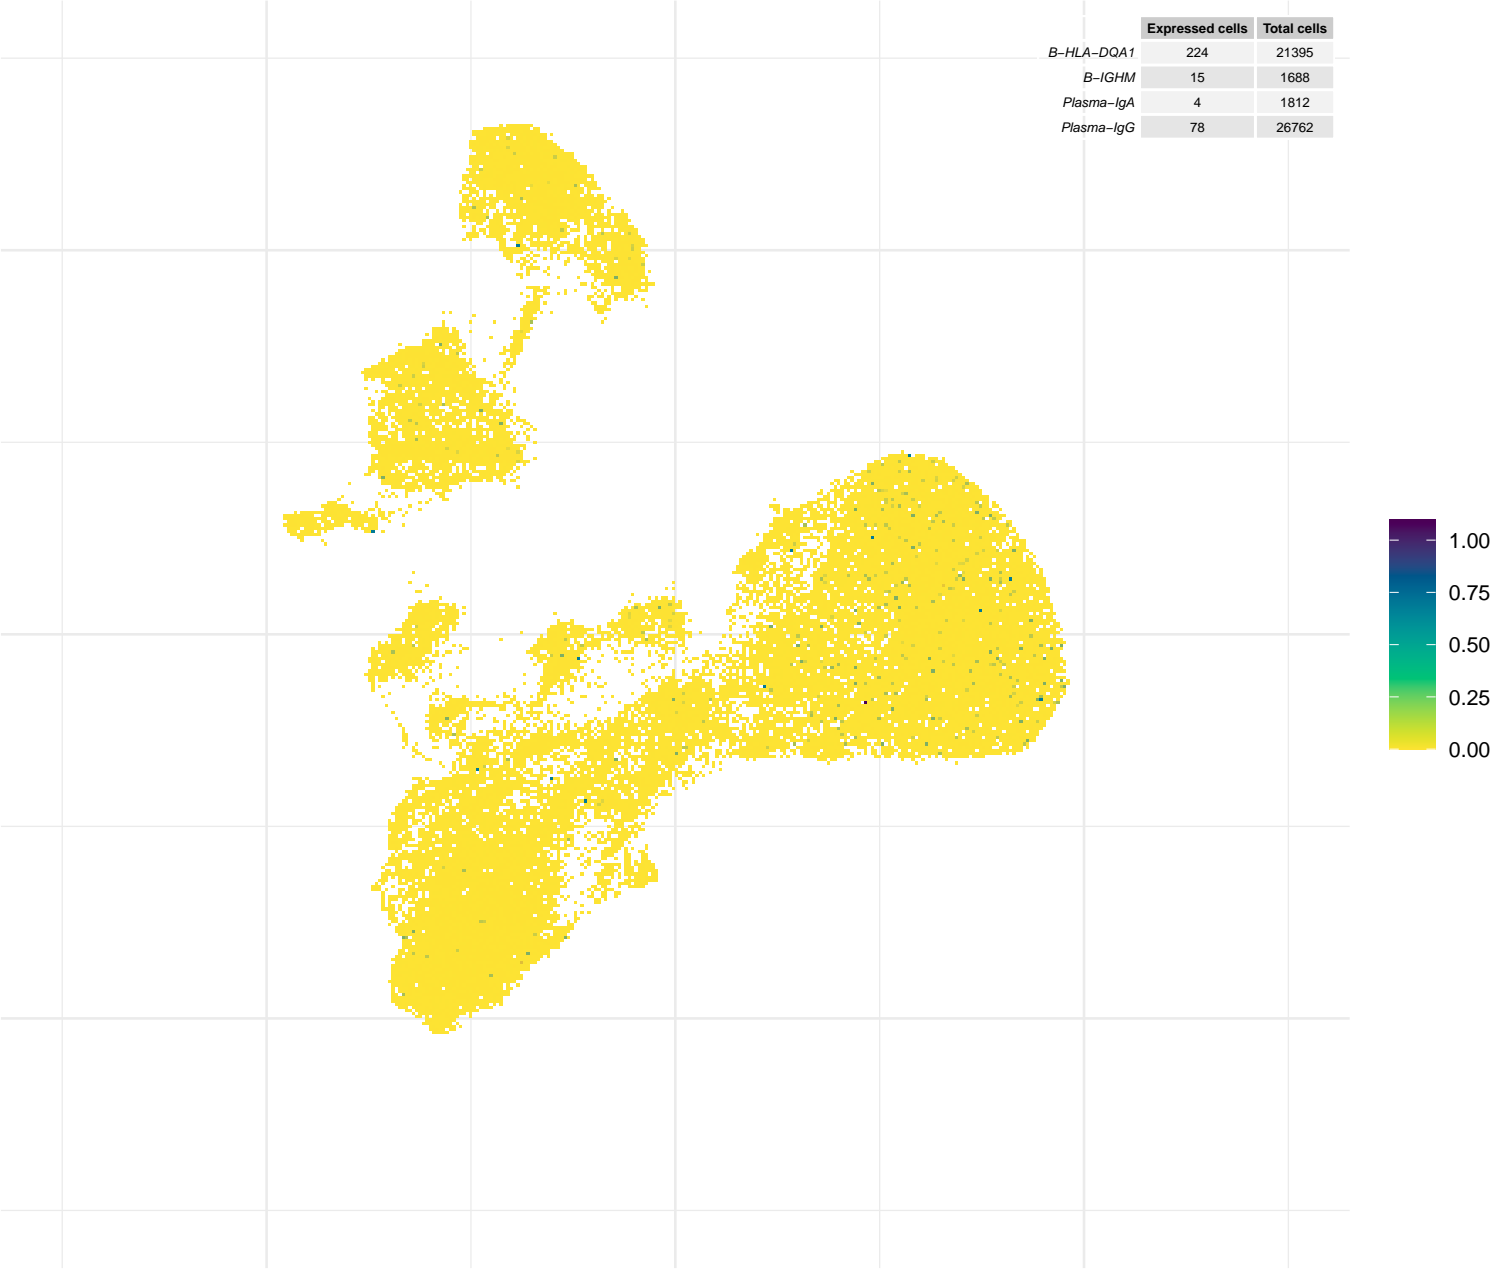 Expressed cells Total cells
B−HLA−DQA1 224 21395
B−IGHM 15 1688
Plasma−IgA 4 1812
Plasma−IgG 78 26762
1.00
0.75
0.50
0.25
0.00